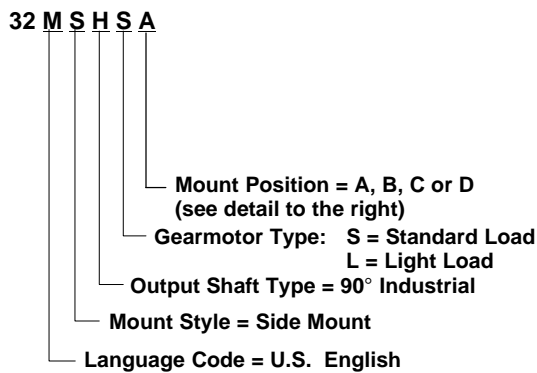 32 M S H S A
Mount Position = A, B, C or D
(see detail to the right)
Gearmotor Type: S = Standard Load
L = Light Load
Output Shaft Type = 90° Industrial
Mount Style = Side Mount
Language Code = U.S. English